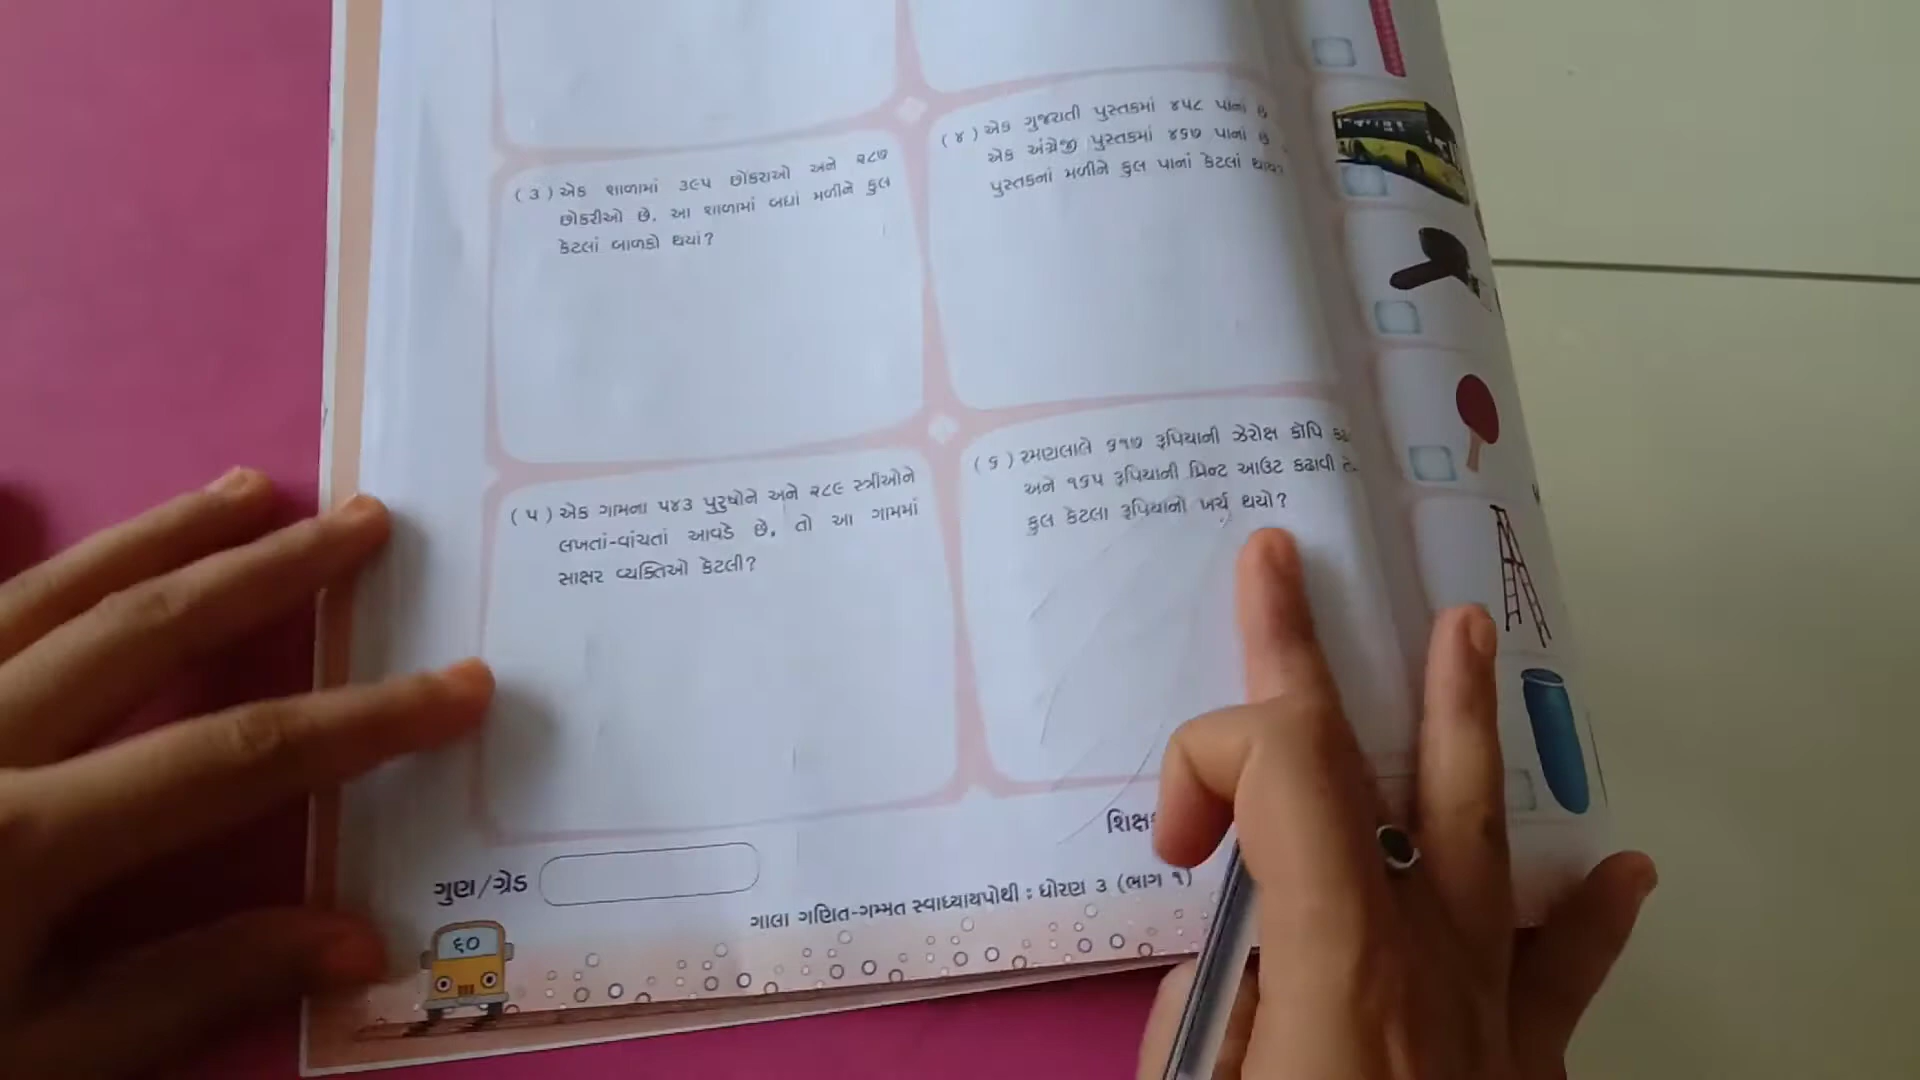 (૩) એક શાળામાં ૩૯૫ છોકરાઓ અને ૨૮૭
છોકરીઓ છે. આ શાળામાં બધાં મળીને કુલ
કેટલાં બાળકો થયાં?
(૪) એક ગુજરાતી પુસ્તકમાં ૪૫૮ પાનાં છે
એક અંગ્રેજી પુસ્તકમાં ૪૬૭ પાનાં છે
પુસ્તકનાં મળીને કુલ પાનાં કેટલાં થાય?
(૫) એક ગામના ૫૪૩ પુરુષોને અને ૨૮૯ સ્ત્રીઓને
લખતાં-વાંચતાં આવડે છે, તો આ ગામમાં
સાક્ષર વ્યક્તિઓ કેટલી?
(૬) રમણલાલે ૬૧૭ રૂપિયાની ઝેરોક્ષ કૉપિ
અને ૧૬૫ રૂપિયાની પ્રિન્ટ આઉટ કઢાવી
કુલ કેટલા રૂપિયાનો ખર્ચ થયો?
શિક્ષ
ગુણ/ગ્રેડ
ગાલા ગણિત-ગમ્મત સ્વાધ્યાયપોથી : ધોરણ ૩ (ભાગ ૧)
૬૦